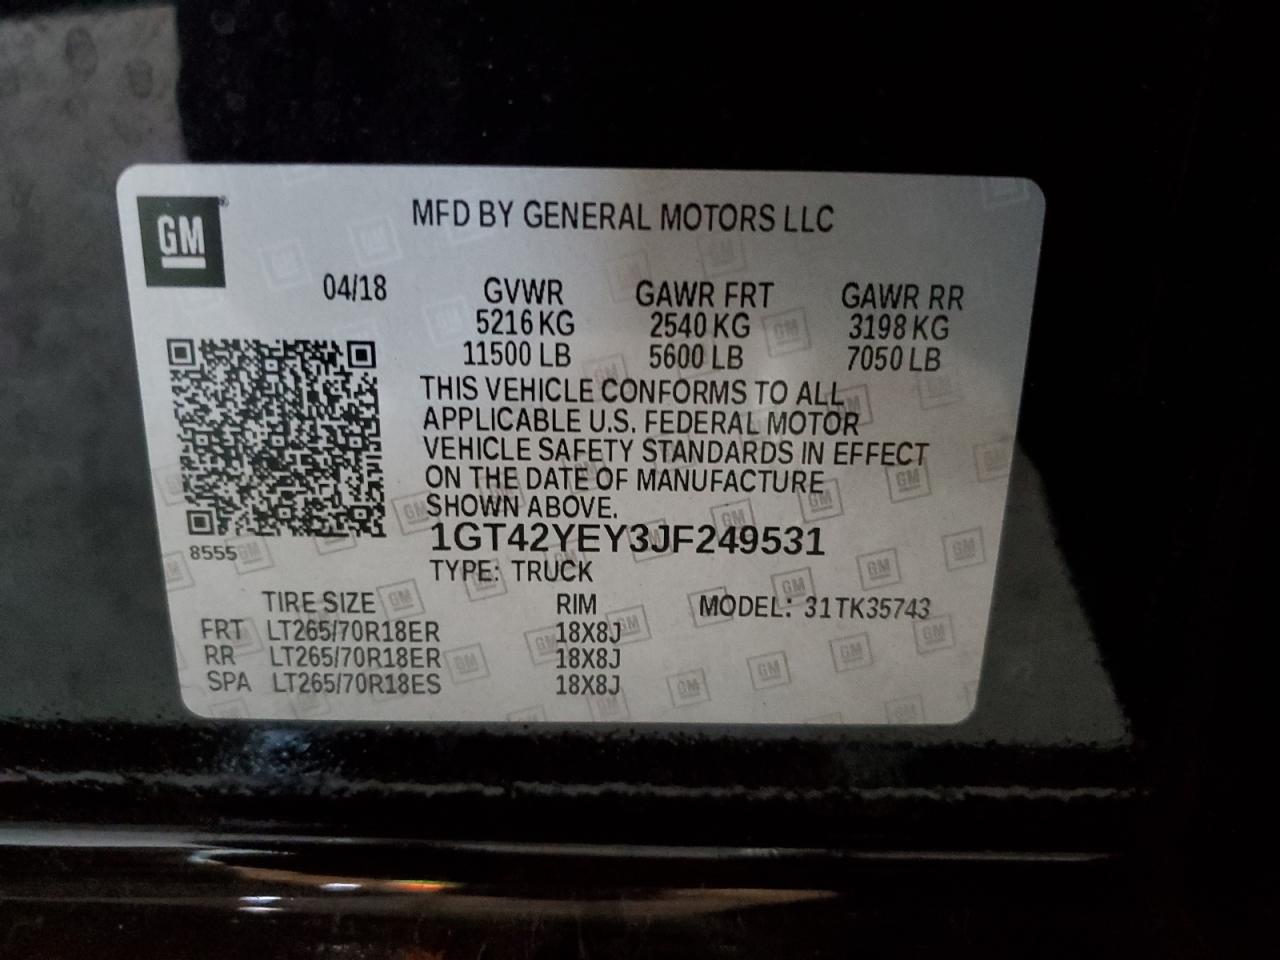 GM
MFD BY GENERAL MOTORS LLC
04/18 GVWR GAWR FRT GAWR RR
5216 KG 2540 KG 3198 KG
11500 LB 5600 LB 7050 LB
THIS VEHICLE CONFORMS TO ALL
APPLICABLE U.S. FEDERAL MOTOR
VEHICLE SAFETY STANDARDS IN EFFECT
ON THE DATE OF MANUFACTURE
SHOWN ABOVE.
1GT42YEY3JF249531
8555
TYPE: TRUCK
TIRE SIZE RIM MODEL: 31TK35743
FRT LT265/70R18ER 18X8J
RR LT265/70R18ER 18X8J
SPA LT265/70R18ES 18X8J